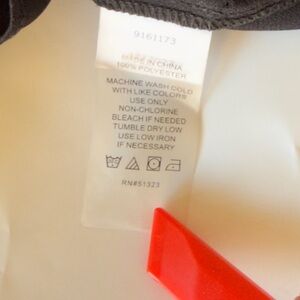 9161173
MADE IN CHINA
100% POLYESTER
MACHINE WASH COLD
WITH LIKE COLORS
USE ONLY
NON-CHLORINE
BLEACH IF NEEDED
TUMBLE DRY LOW
USE LOW IRON
IF NECESSARY
RN#51323